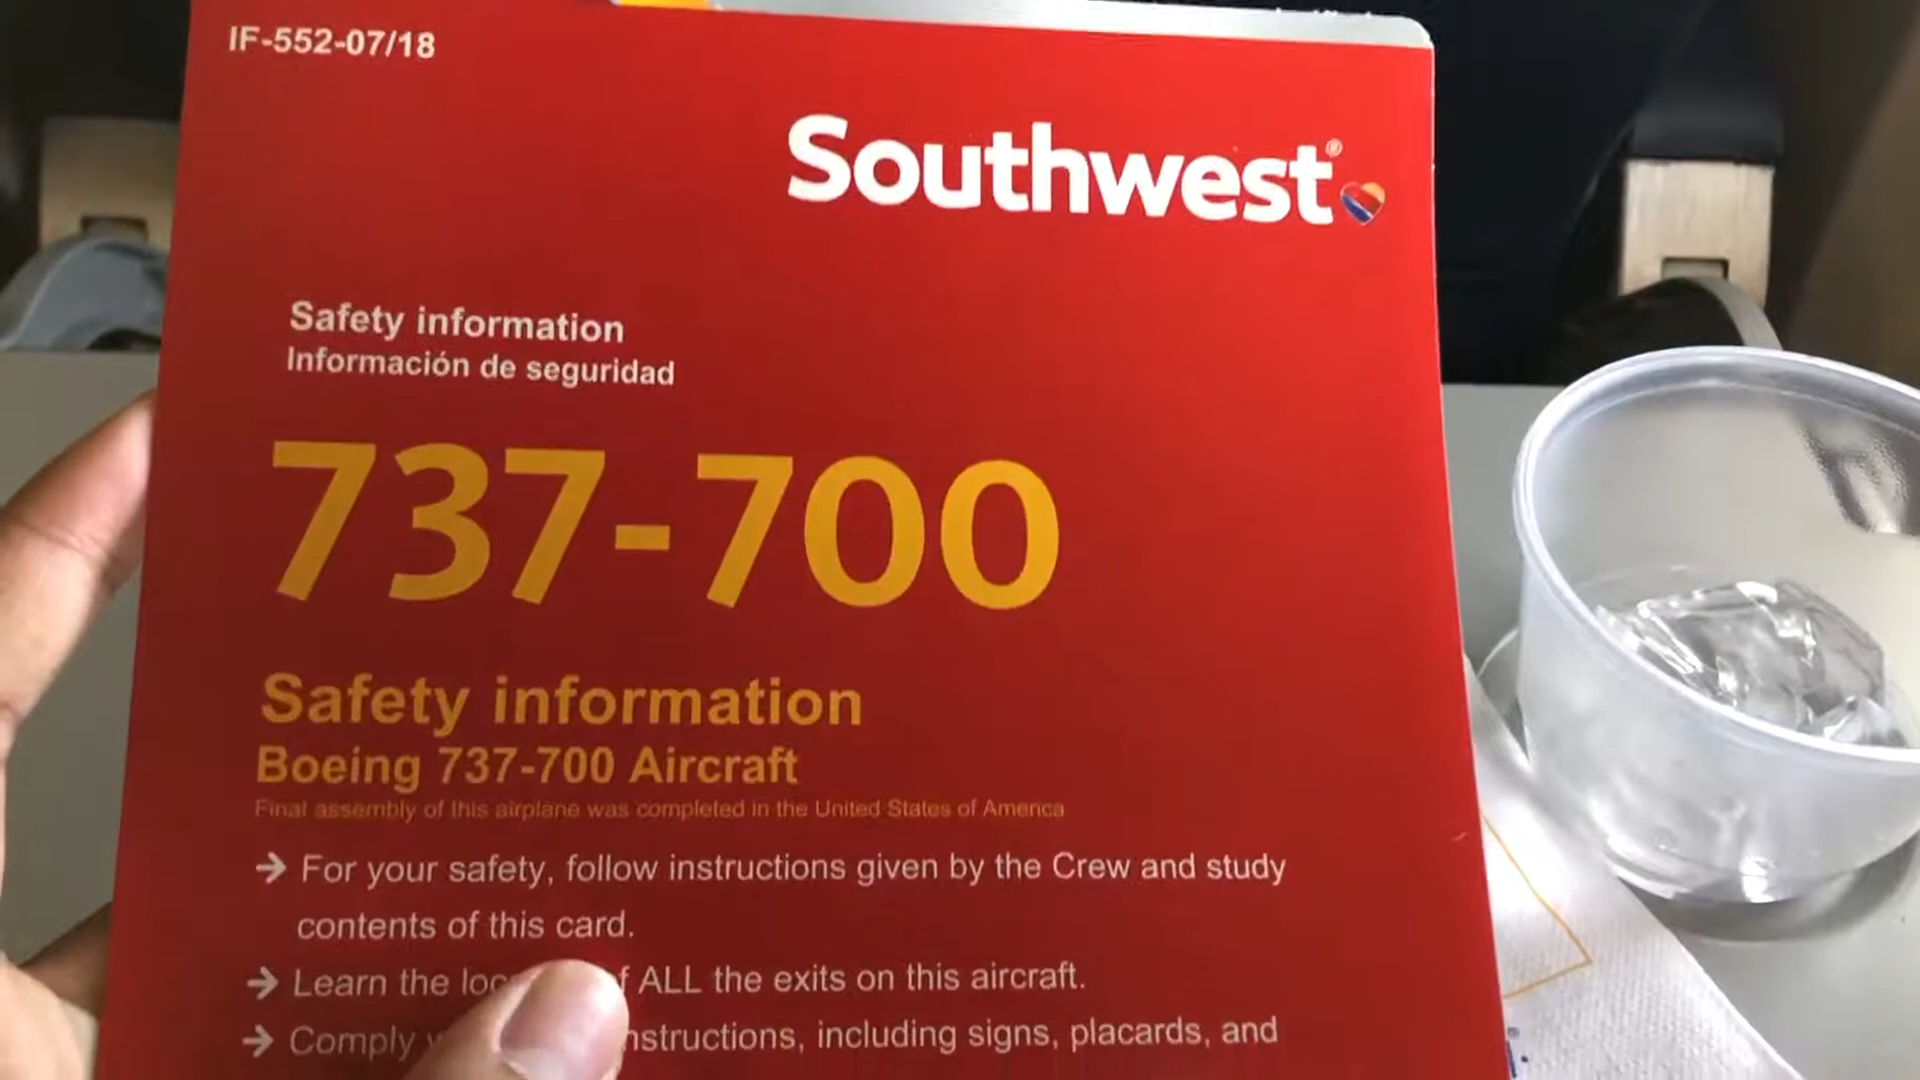 IF-552-07/18
Southwest®
Safety information
Información de seguridad
737-700
Safety information
Boeing 737-700 Aircraft
Final assembly of this airplane was completed in the United States of America
→ For your safety, follow instructions given by the Crew and study
contents of this card.
→ Learn the ALL the exits on this aircraft.
→ Comply including signs, placards, and